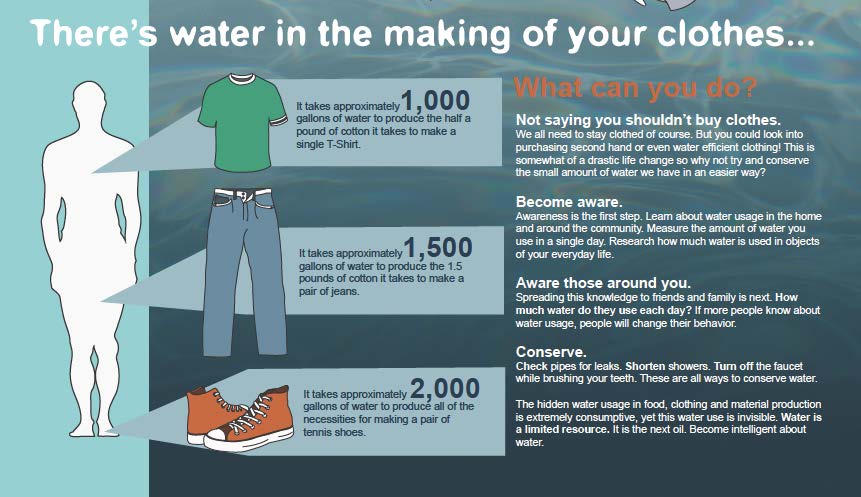 There's water in the making of your clothes...
It takes approximately 1,000
gallons of water to produce the half a
pound of cotton it takes to make a
single T-Shirt.
It takes approximately 1,500
gallons of water to produce the 1.5
pounds of cotton it takes to make a
pair of jeans.
It takes approximately 2,000
gallons of water to produce all of the
necessities for making a pair of
tennis shoes.
What can you do?
Not saying you shouldn't buy clothes.
We all need to stay clothed of course. But you could look into
purchasing second hand or even water efficient clothing! This is
somewhat of a drastic life change so why not try and conserve
the small amount of water we have in an easier way?
Become aware.
Awareness is the first step. Learn about water usage in the home
and around the community. Measure the amount of water you
use in a single day. Research how much water is used in objects
of your everyday life.
Aware those around you.
Spreading this knowledge to friends and family is next. How
much water do they use each day? If more people know about
water usage, people will change their behavior.
Conserve.
Check pipes for leaks. Shorten showers. Turn off the faucet
while brushing your teeth. These are all ways to conserve water.
The hidden water usage in food, clothing and material production
is extremely consumptive, yet this water use is invisible. Water is
a limited resource. It is the next oil. Become intelligent about
water.